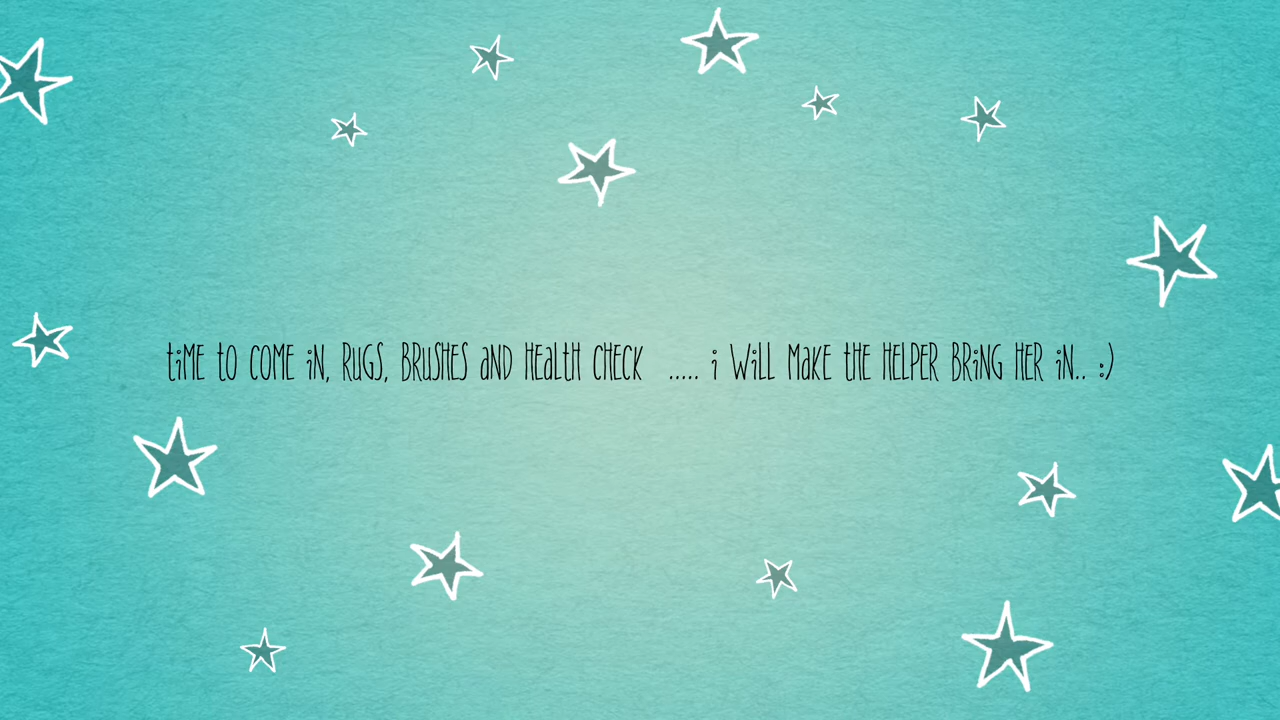 time to come in, rugs, brushes and health check ..... i will make the helper bring her in.. :)